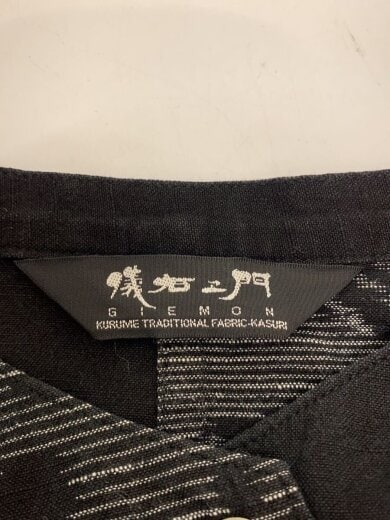 儀右ヱ門
GIEMON
KURUME TRADITIONAL FABRIC-KASURI